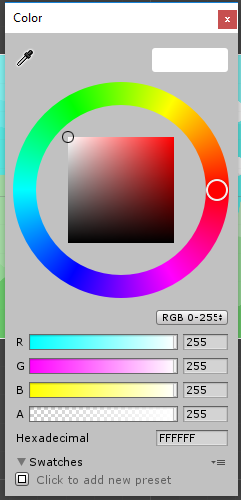 Color
RGB 0-255
R 255
G 255
B 255
A 255
Hexadecimal FFFFFF
Swatches
Click to add new preset